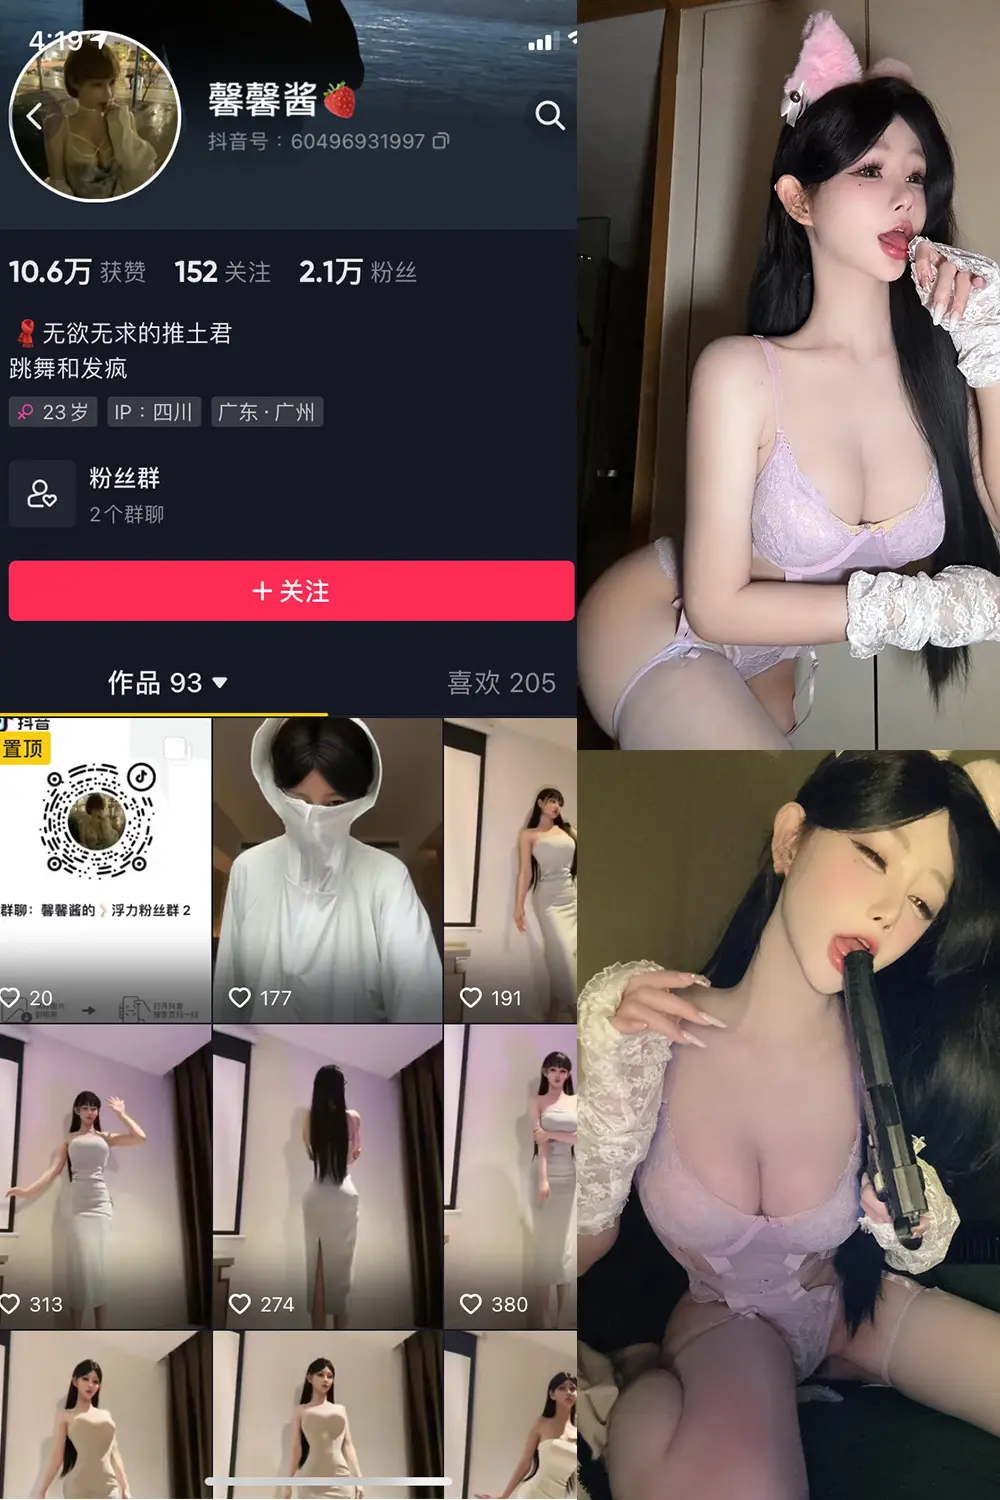 4:19
馨馨酱🍓
抖音号：60496931997
10.6万 获赞 152 关注 2.1万 粉丝
无欲无求的推土君
跳舞和发疯
23岁 IP：四川 广东·广州
粉丝群
2个群聊
+ 关注
作品 93 喜欢 205
抖音
置顶
群聊：馨馨酱的 浮力粉丝群 2
20
177
191
313
274
380